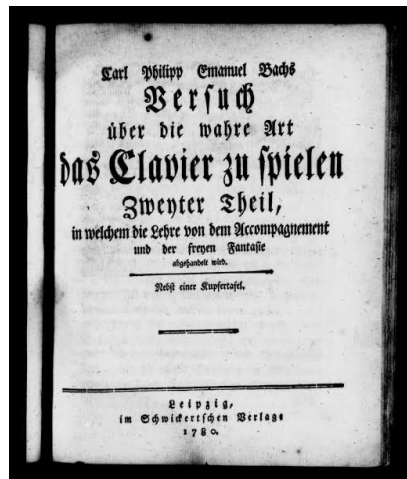 Carl Philipp Emanuel Bachs
Versuch
über die wahre Art
das Clavier zu spielen
Zweyter Theil,
in welchem die Lehre von dem Accompagnement
und der freyen Fantasie
abgehandelt wird.
Nebst einer Kupfertafel.
Leipzig,
im Schwickertschen Verlage
1780.